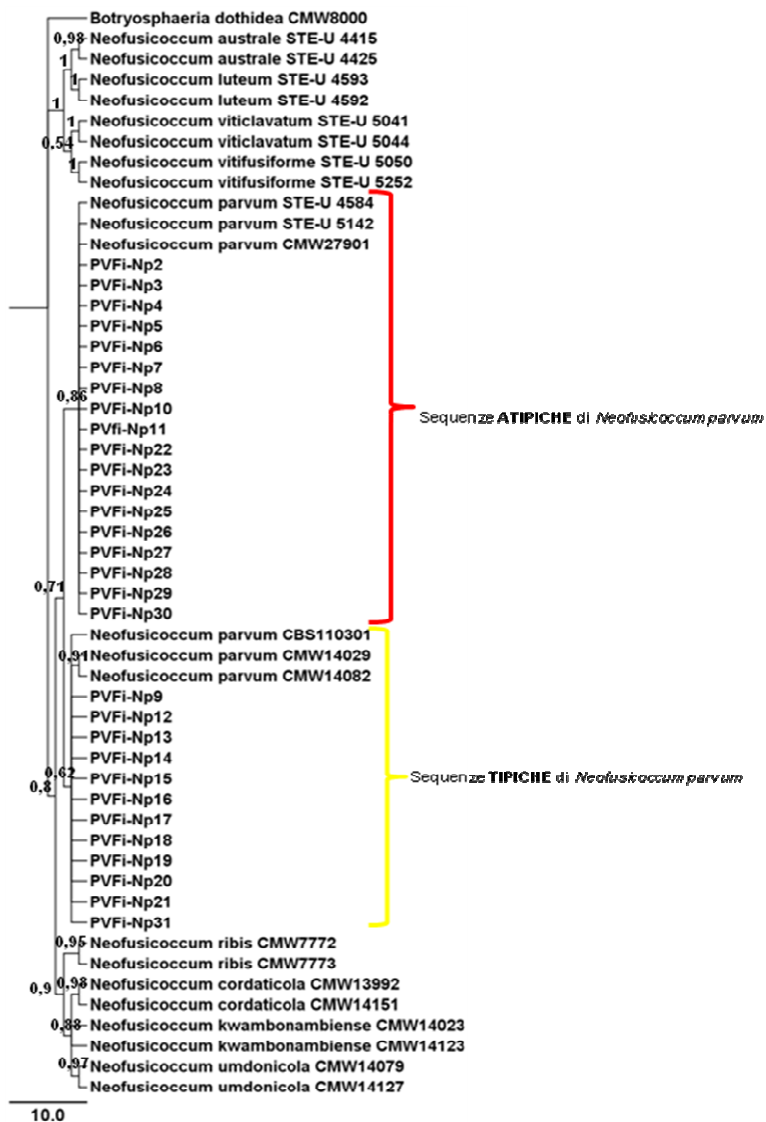 Botryosphaeria dothidea CMW8000
0,98
Neofusicoccum australe STE-U 4415
Neofusicoccum australe STE-U 4425
1
1
Neofusicoccum luteum STE-U 4593
Neofusicoccum luteum STE-U 4592
1
1
Neofusicoccum viticlavatum STE-U 5041
0,54
Neofusicoccum viticlavatum STE-U 5044
1
Neofusicoccum vitifusiforme STE-U 5050
Neofusicoccum vitifusiforme STE-U 5252
Neofusicoccum parvum STE-U 4584
Neofusicoccum parvum STE-U 5142
Neofusicoccum parvum CMW27901
PVFi-Np2
PVFi-Np3
PVFi-Np4
PVFi-Np5
PVFi-Np6
PVFi-Np7
PVFi-Np8
0,86
PVFi-Np10
Sequenze ATIPICHE di Neofusicoccum parvum
PVfi-Np11
PVFi-Np22
PVFi-Np23
PVFi-Np24
PVFi-Np25
PVFi-Np26
PVFi-Np27
PVFi-Np28
0,71
PVFi-Np29
PVFi-Np30
Neofusicoccum parvum CBS110301
0,91
Neofusicoccum parvum CMW14029
Neofusicoccum parvum CMW14082
PVFi-Np9
PVFi-Np12
PVFi-Np13
PVFi-Np14
0,62
PVFi-Np15
Sequenze TIPICHE di Neofusicoccum parvum
0,8
PVFi-Np16
PVFi-Np17
PVFi-Np18
PVFi-Np19
PVFi-Np20
PVFi-Np21
PVFi-Np31
0,95
Neofusicoccum ribis CMW7772
Neofusicoccum ribis CMW7773
0,9
0,98
Neofusicoccum cordaticola CMW13992
Neofusicoccum cordaticola CMW14151
0,88
Neofusicoccum kwambonambiense CMW14023
Neofusicoccum kwambonambiense CMW14123
0,97
Neofusicoccum umdonicola CMW14079
Neofusicoccum umdonicola CMW14127
10.0